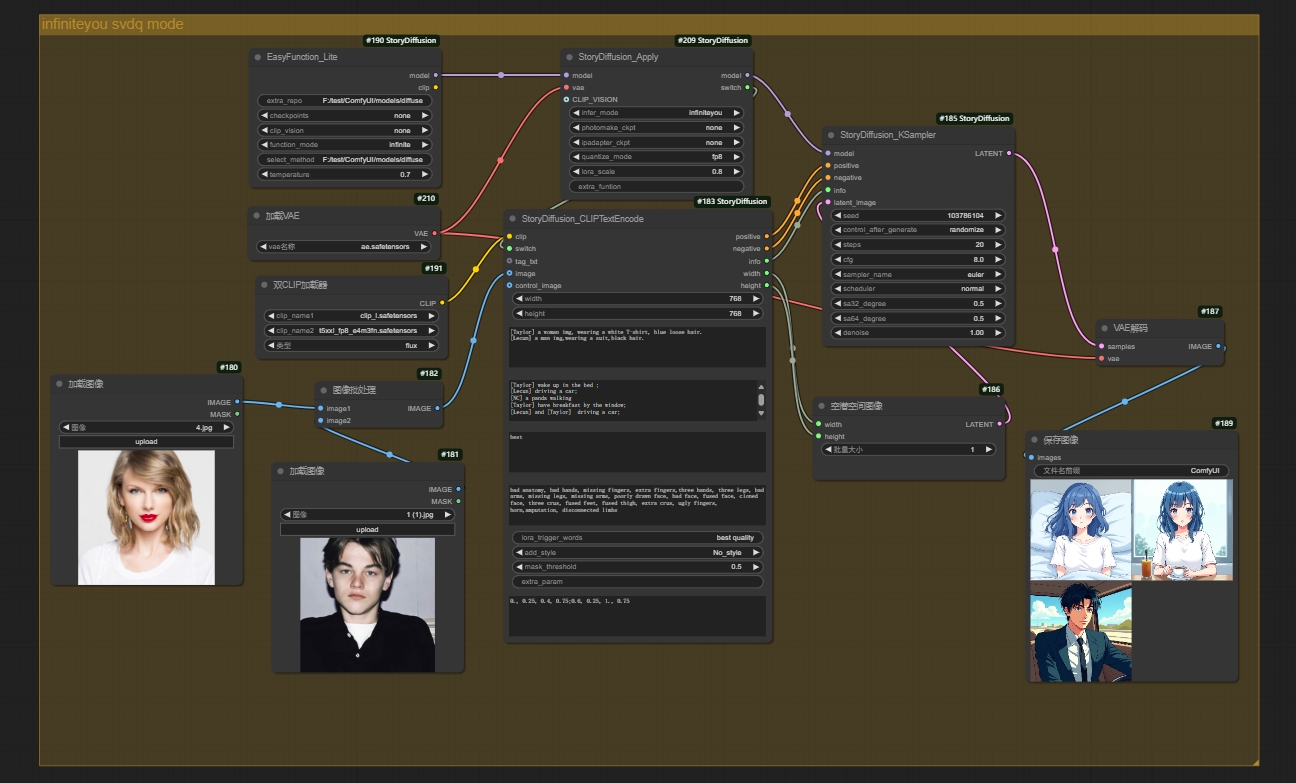 infiniteyou svdq mode
#190 StoryDiffusion
EasyFunction_Lite
model
clip
extra_repo F:/test/ComfyUI/models/diffuse
checkpoints none
clip_vision none
function_mode infinite
select_method F:/test/ComfyUI/models/diffuse
temperature 0.7
#209 StoryDiffusion
StoryDiffusion_Apply
model model
vae switch
CLIP_VISION
infer_mode infiniteyou
photomake_ckpt none
ipadapter_ckpt none
quantize_mode fp8
lora_scale 0.8
extra_funtion
#185 StoryDiffusion
StoryDiffusion_KSampler
model LATENT
positive
negative
info
latent_image
seed 103786104
control_after_generate randomize
steps 20
cfg 8.0
sampler_name euler
scheduler normal
sa32_degree 0.5
sa64_degree 0.5
denoise 1.00
#210
加载VAE
VAE
vae名称 ae.safetensors
#191
双CLIP加载器
CLIP
clip_name1 clip_l.safetensors
clip_name2 t5xxl_fp8_e4m3fn.safetensors
类型 flux
#183 StoryDiffusion
StoryDiffusion_CLIPTextEncode
clip positive
switch negative
tag_txt info
image width
control_image height
width 768
height 768
[Taylor] a woman img, wearing a white T-shirt, blue loose hair.
[Lecun] a man img,wearing a suit,black hair.
[Taylor] wake up in the bed ;
[Lecun] driving a car;
[NC] a panda walking
[Taylor] have breakfast by the window;
[Lecun] and [Taylor] driving a car;
best
bad anatomy, bad hands, missing fingers, extra fingers,three hands, three legs, bad
arms, missing legs, missing arms, poorly drawn face, bad face, fused face, cloned
face, three crus, fused feet, fused thigh, extra crus, ugly fingers,
horn,amputation, disconnected limbs
lora_trigger_words best quality
add_style No_style
mask_threshold 0.5
extra_param
0., 0.25, 0.4, 0.75;0.6, 0.25, 1., 0.75
#180
加载图像
IMAGE
MASK
图像 4.jpg
upload
#182
图像批处理
image1 IMAGE
image2
#181
加载图像
IMAGE
MASK
图像 1 (1).jpg
upload
#186
空潜空间图像
width LATENT
height
批量大小 1
#187
VAE解码
samples IMAGE
vae
#189
保存图像
images
文件名前缀 ComfyUI